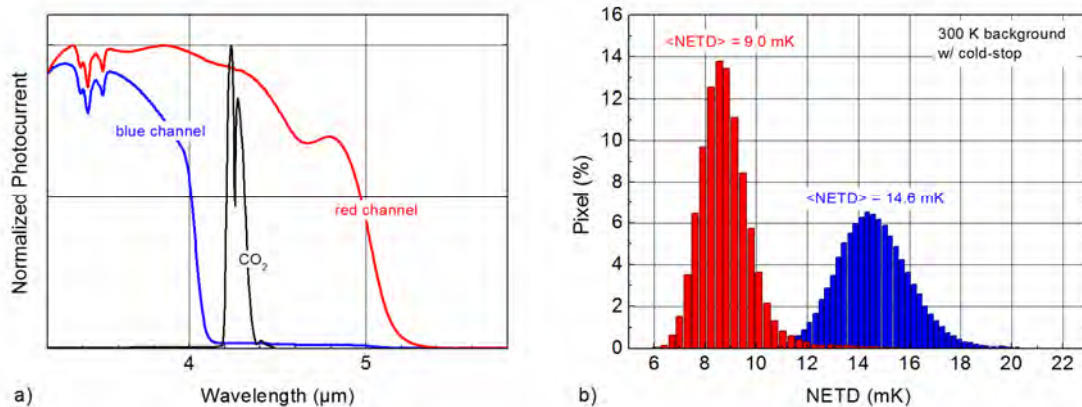 Normalized Photocurrent
blue channel
red channel
CO₂
4
5
a)
Wavelength (μm)
16
14
12
10
8
6
4
2
0
Pixel (%)
<NETD> = 9.0 mK
300 K background
w/ cold-stop
<NETD> = 14.6 mK
6 8 10 12 14 16 18 20 22
b)
NETD (mK)